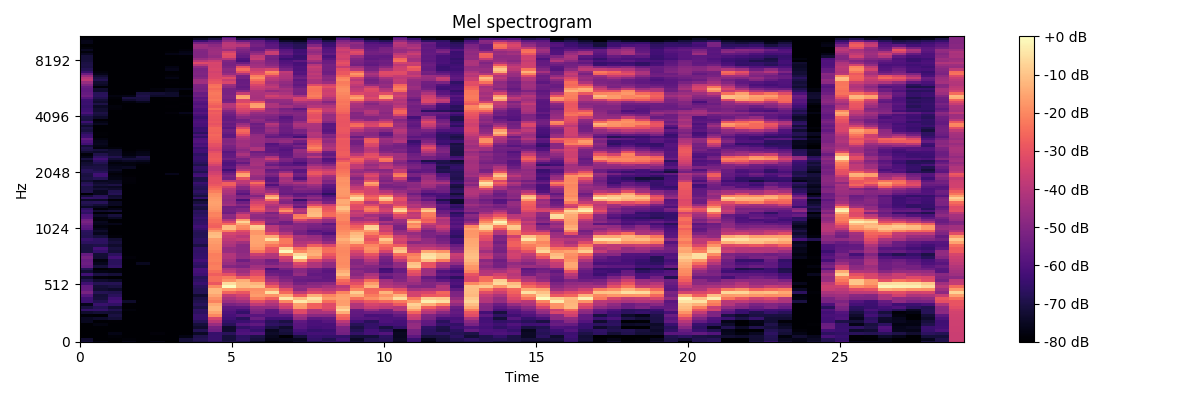 Mel spectrogram
8192
4096
2048
1024
512
0
Hz
0 5 10 15 20 25
Time
+0 dB
-10 dB
-20 dB
-30 dB
-40 dB
-50 dB
-60 dB
-70 dB
-80 dB